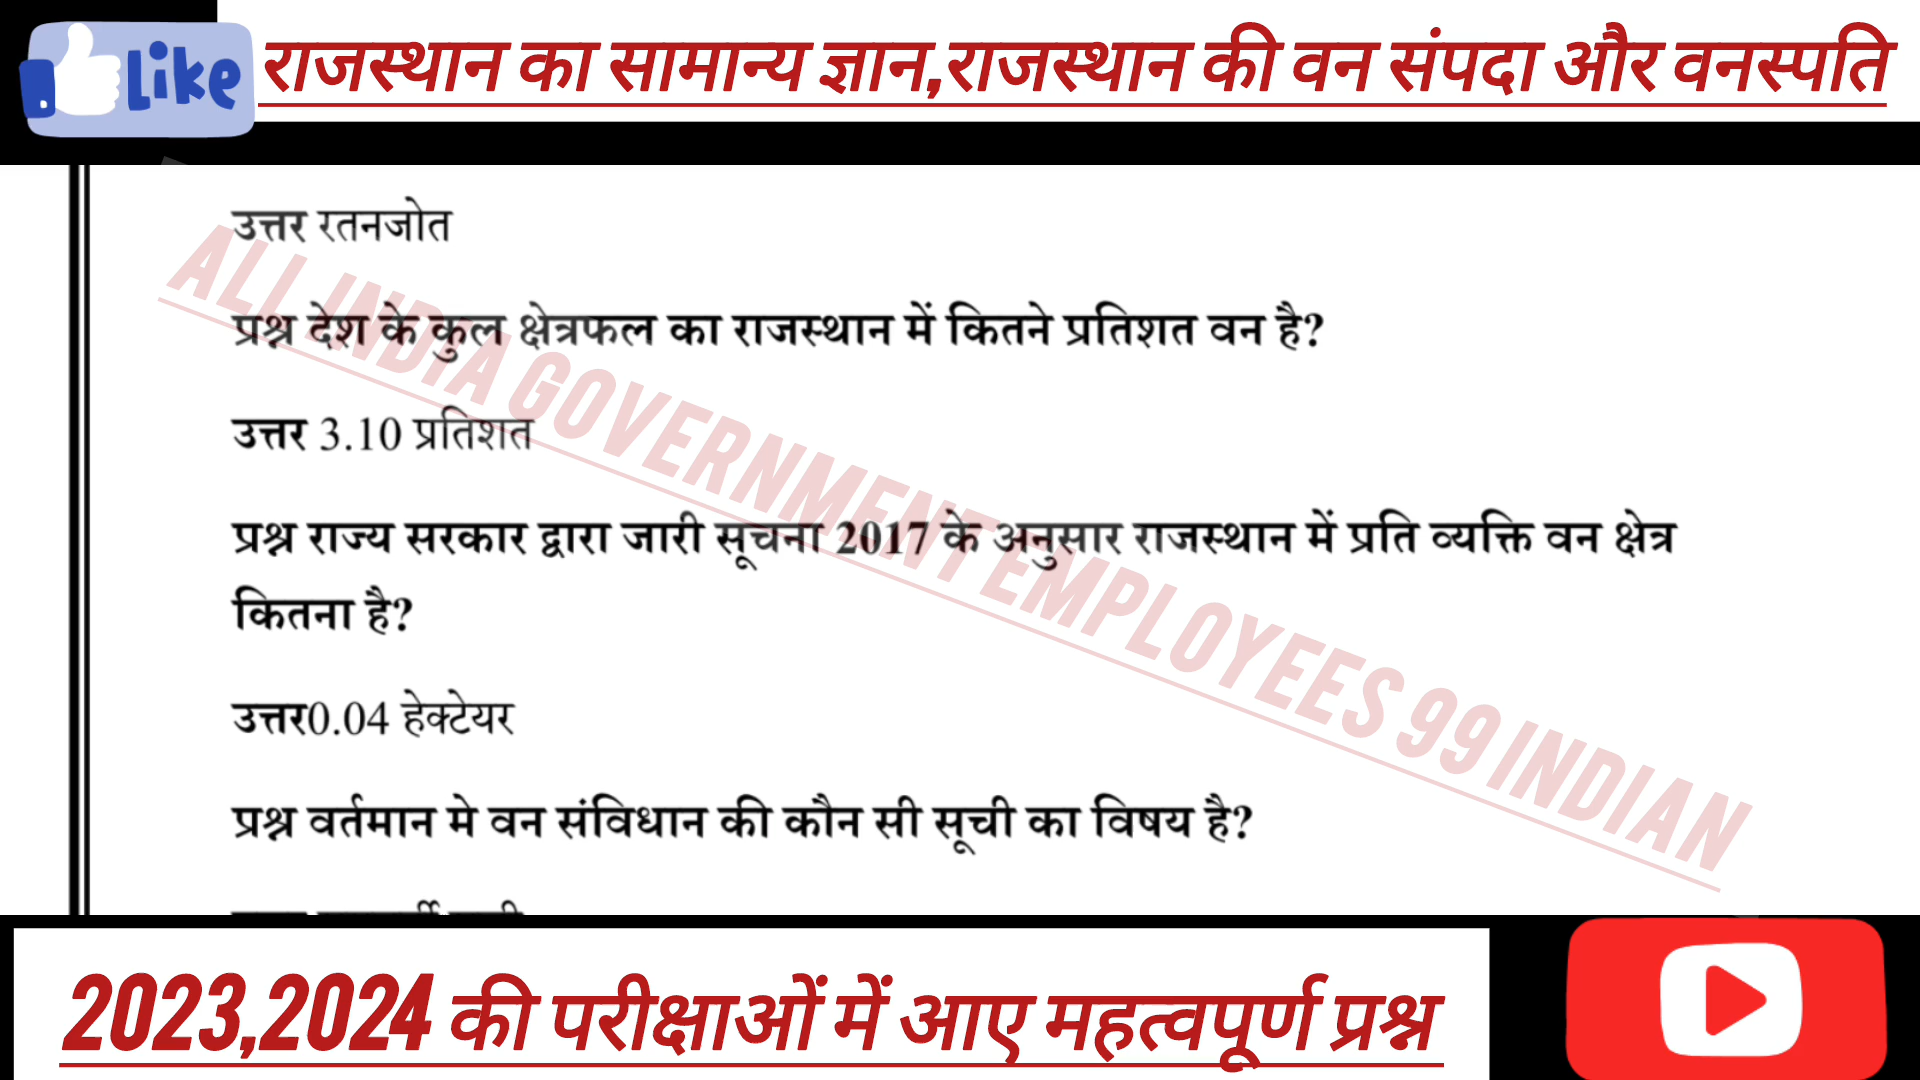 Like
राजस्थान का सामान्य ज्ञान,राजस्थान की वन संपदा और वनस्पति
उत्तर रतनजोत
प्रश्न देश के कुल क्षेत्रफल का राजस्थान में कितने प्रतिशत वन है?
उत्तर 3.10 प्रतिशत
प्रश्न राज्य सरकार द्वारा जारी सूचना 2017 के अनुसार राजस्थान में प्रति व्यक्ति वन क्षेत्र
कितना है?
उत्तर0.04 हेक्टेयर
प्रश्न वर्तमान मे वन संविधान की कौन सी सूची का विषय है?
ALL INDIA GOVERNMENT EMPLOYEES 99 INDIAN
2023,2024 की परीक्षाओं में आए महत्वपूर्ण प्रश्न